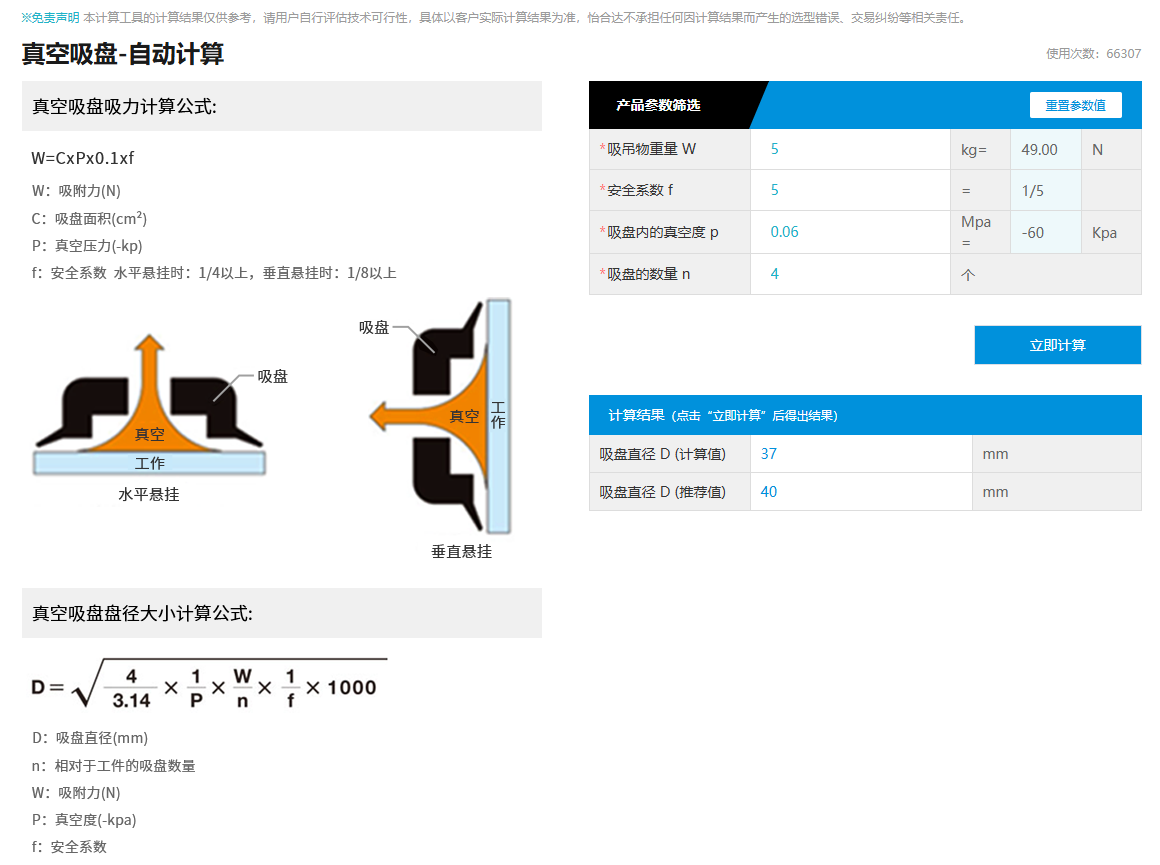 ※免责声明 本计算工具的计算结果仅供参考，请用户自行评估技术可行性，具体以客户实际计算结果为准，怡合达不承担任何因计算结果而产生的选型错误、交易纠纷等相关责任。
真空吸盘-自动计算
使用次数：66307
真空吸盘吸力计算公式:
W=CxPx0.1xf
W：吸附力(N)
C：吸盘面积(cm²)
P：真空压力(-kp)
f：安全系数 水平悬挂时：1/4以上，垂直悬挂时：1/8以上
吸盘
真空
工作
水平悬挂
吸盘
真空
工作
垂直悬挂
真空吸盘盘径大小计算公式:
D=√(4/3.14 × 1/P × W/n × 1/f × 1000)
D：吸盘直径(mm)
n：相对于工件的吸盘数量
W：吸附力(N)
P：真空度(-kpa)
f：安全系数
产品参数筛选
重置参数值
*吸吊物重量 W 5 kg= 49.00 N
*安全系数 f 5 = 1/5
*吸盘内的真空度 p 0.06 Mpa = -60 Kpa
*吸盘的数量 n 4 个
立即计算
计算结果（点击“立即计算”后得出结果）
吸盘直径 D (计算值) 37 mm
吸盘直径 D (推荐值) 40 mm